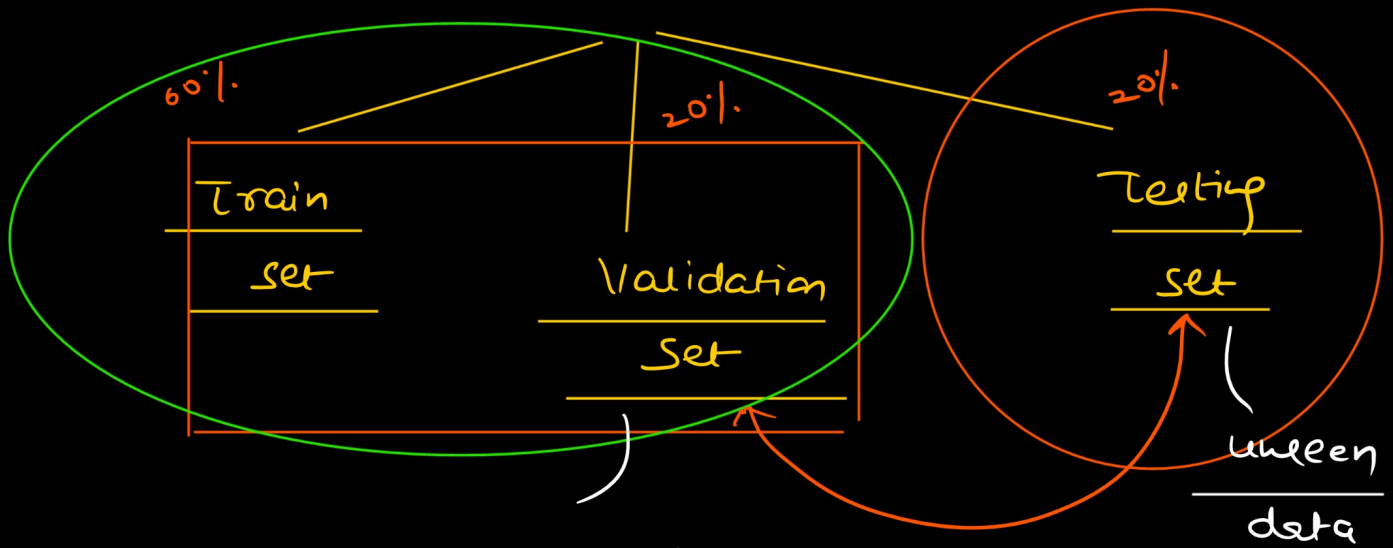 60%.
20%.
20%.
Train
set
Validation
Set
Testing
set
unseen
data